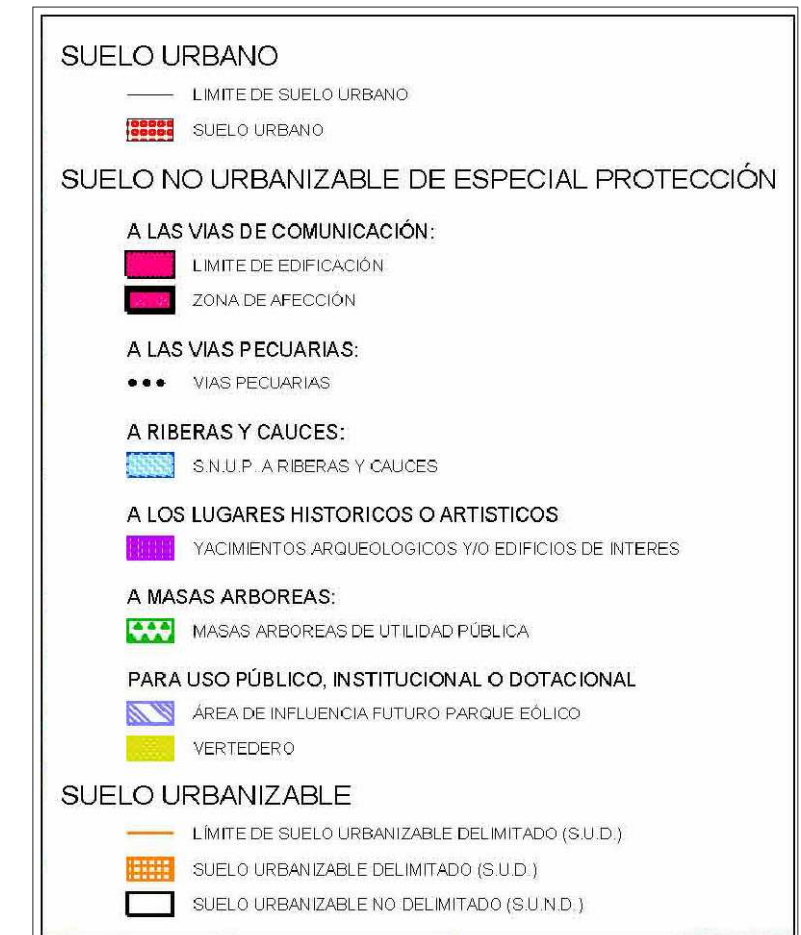 SUELO URBANO
LIMITE DE SUELO URBANO
SUELO URBANO
SUELO NO URBANIZABLE DE ESPECIAL PROTECCIÓN
A LAS VIAS DE COMUNICACIÓN:
LIMITE DE EDIFICACIÓN
ZONA DE AFECCIÓN
A LAS VIAS PECUARIAS:
VIAS PECUARIAS
A RIBERAS Y CAUCES:
S.N.U.P. A RIBERAS Y CAUCES
A LOS LUGARES HISTORICOS O ARTISTICOS
YACIMIENTOS ARQUEOLOGICOS Y/O EDIFICIOS DE INTERES
A MASAS ARBOREAS:
MASAS ARBOREAS DE UTILIDAD PÚBLICA
PARA USO PÚBLICO, INSTITUCIONAL O DOTACIONAL
ÁREA DE INFLUENCIA FUTURO PARQUE EÓLICO
VERTEDERO
SUELO URBANIZABLE
LÍMITE DE SUELO URBANIZABLE DELIMITADO (S.U.D.)
SUELO URBANIZABLE DELIMITADO (S.U.D.)
SUELO URBANIZABLE NO DELIMITADO (S.U.N.D.)